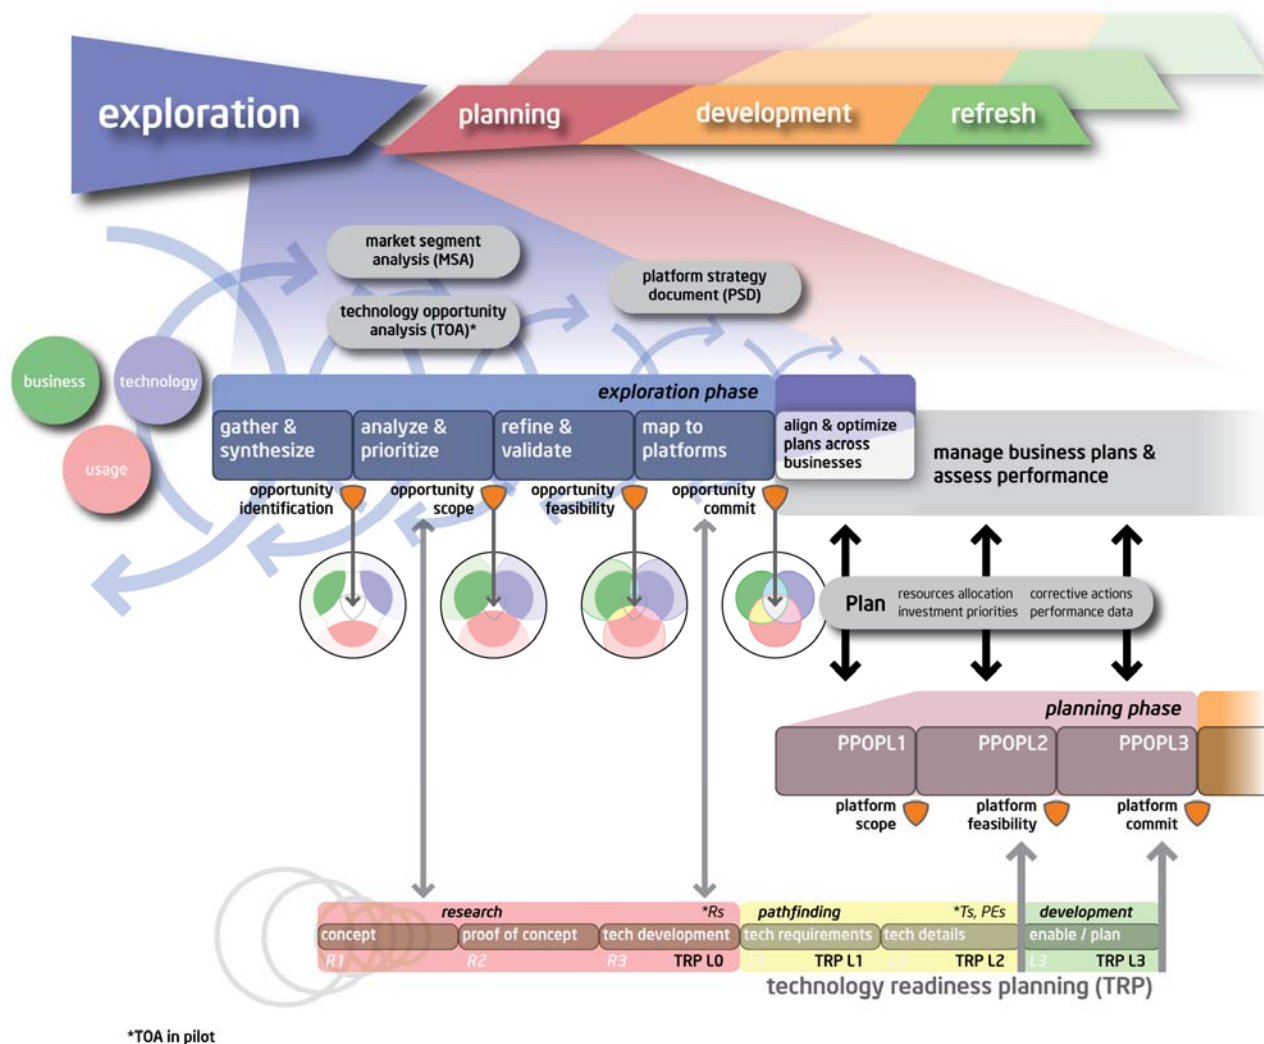 exploration
planning
development
refresh
market segment
analysis (MSA)
technology opportunity
analysis (TOA)*
platform strategy
document (PSD)
business
technology
usage
exploration phase
gather &
synthesize
analyze &
prioritize
refine &
validate
map to
platforms
align & optimize
plans across
businesses
manage business plans &
assess performance
opportunity
identification
opportunity
scope
opportunity
feasibility
opportunity
commit
Plan
resources allocation
investment priorities
corrective actions
performance data
planning phase
PPOPL1
PPOPL2
PPOPL3
platform
scope
platform
feasibility
platform
commit
research
*Rs
pathfinding
*Ts, PEs
development
concept
proof of concept
tech development
tech requirements
tech details
enable / plan
R1
R2
R3
TRP L0
L1
TRP L1
L2
TRP L2
L3
TRP L3
technology readiness planning (TRP)
*TOA in pilot